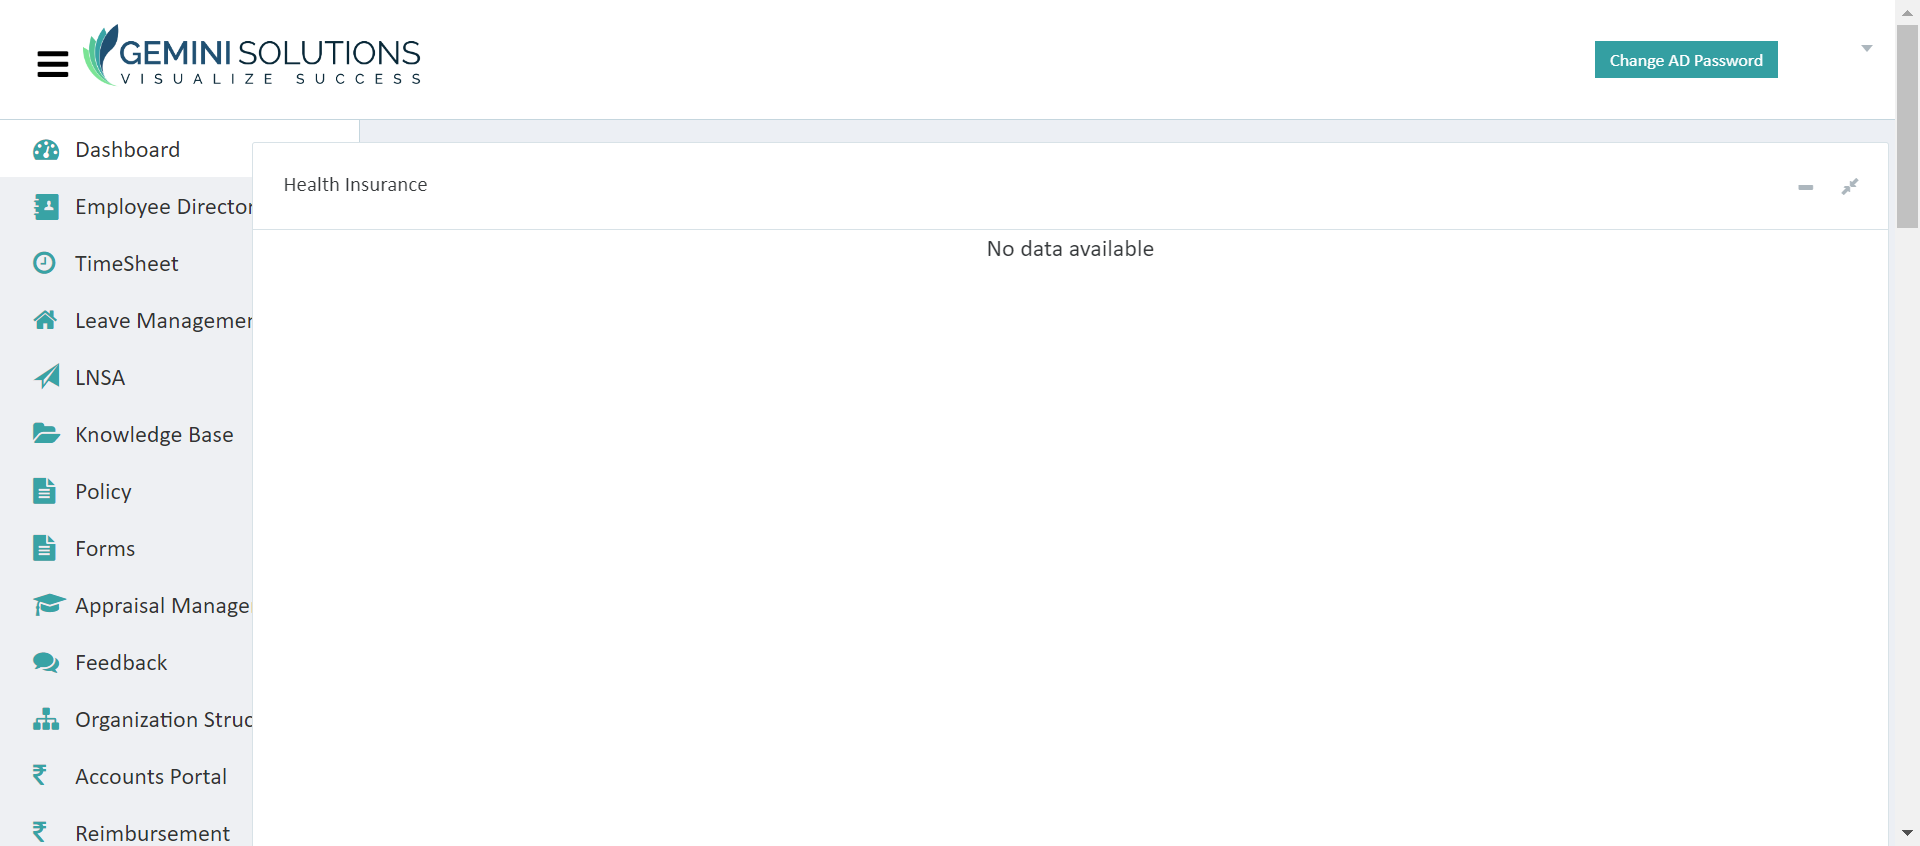 GEMINI SOLUTIONS
VISUALIZE SUCCESS
Change AD Password
Dashboard
Health Insurance
No data available
Employee Director
TimeSheet
Leave Managemen
LNSA
Knowledge Base
Policy
Forms
Appraisal Manage
Feedback
Organization Struc
Accounts Portal
Reimbursement